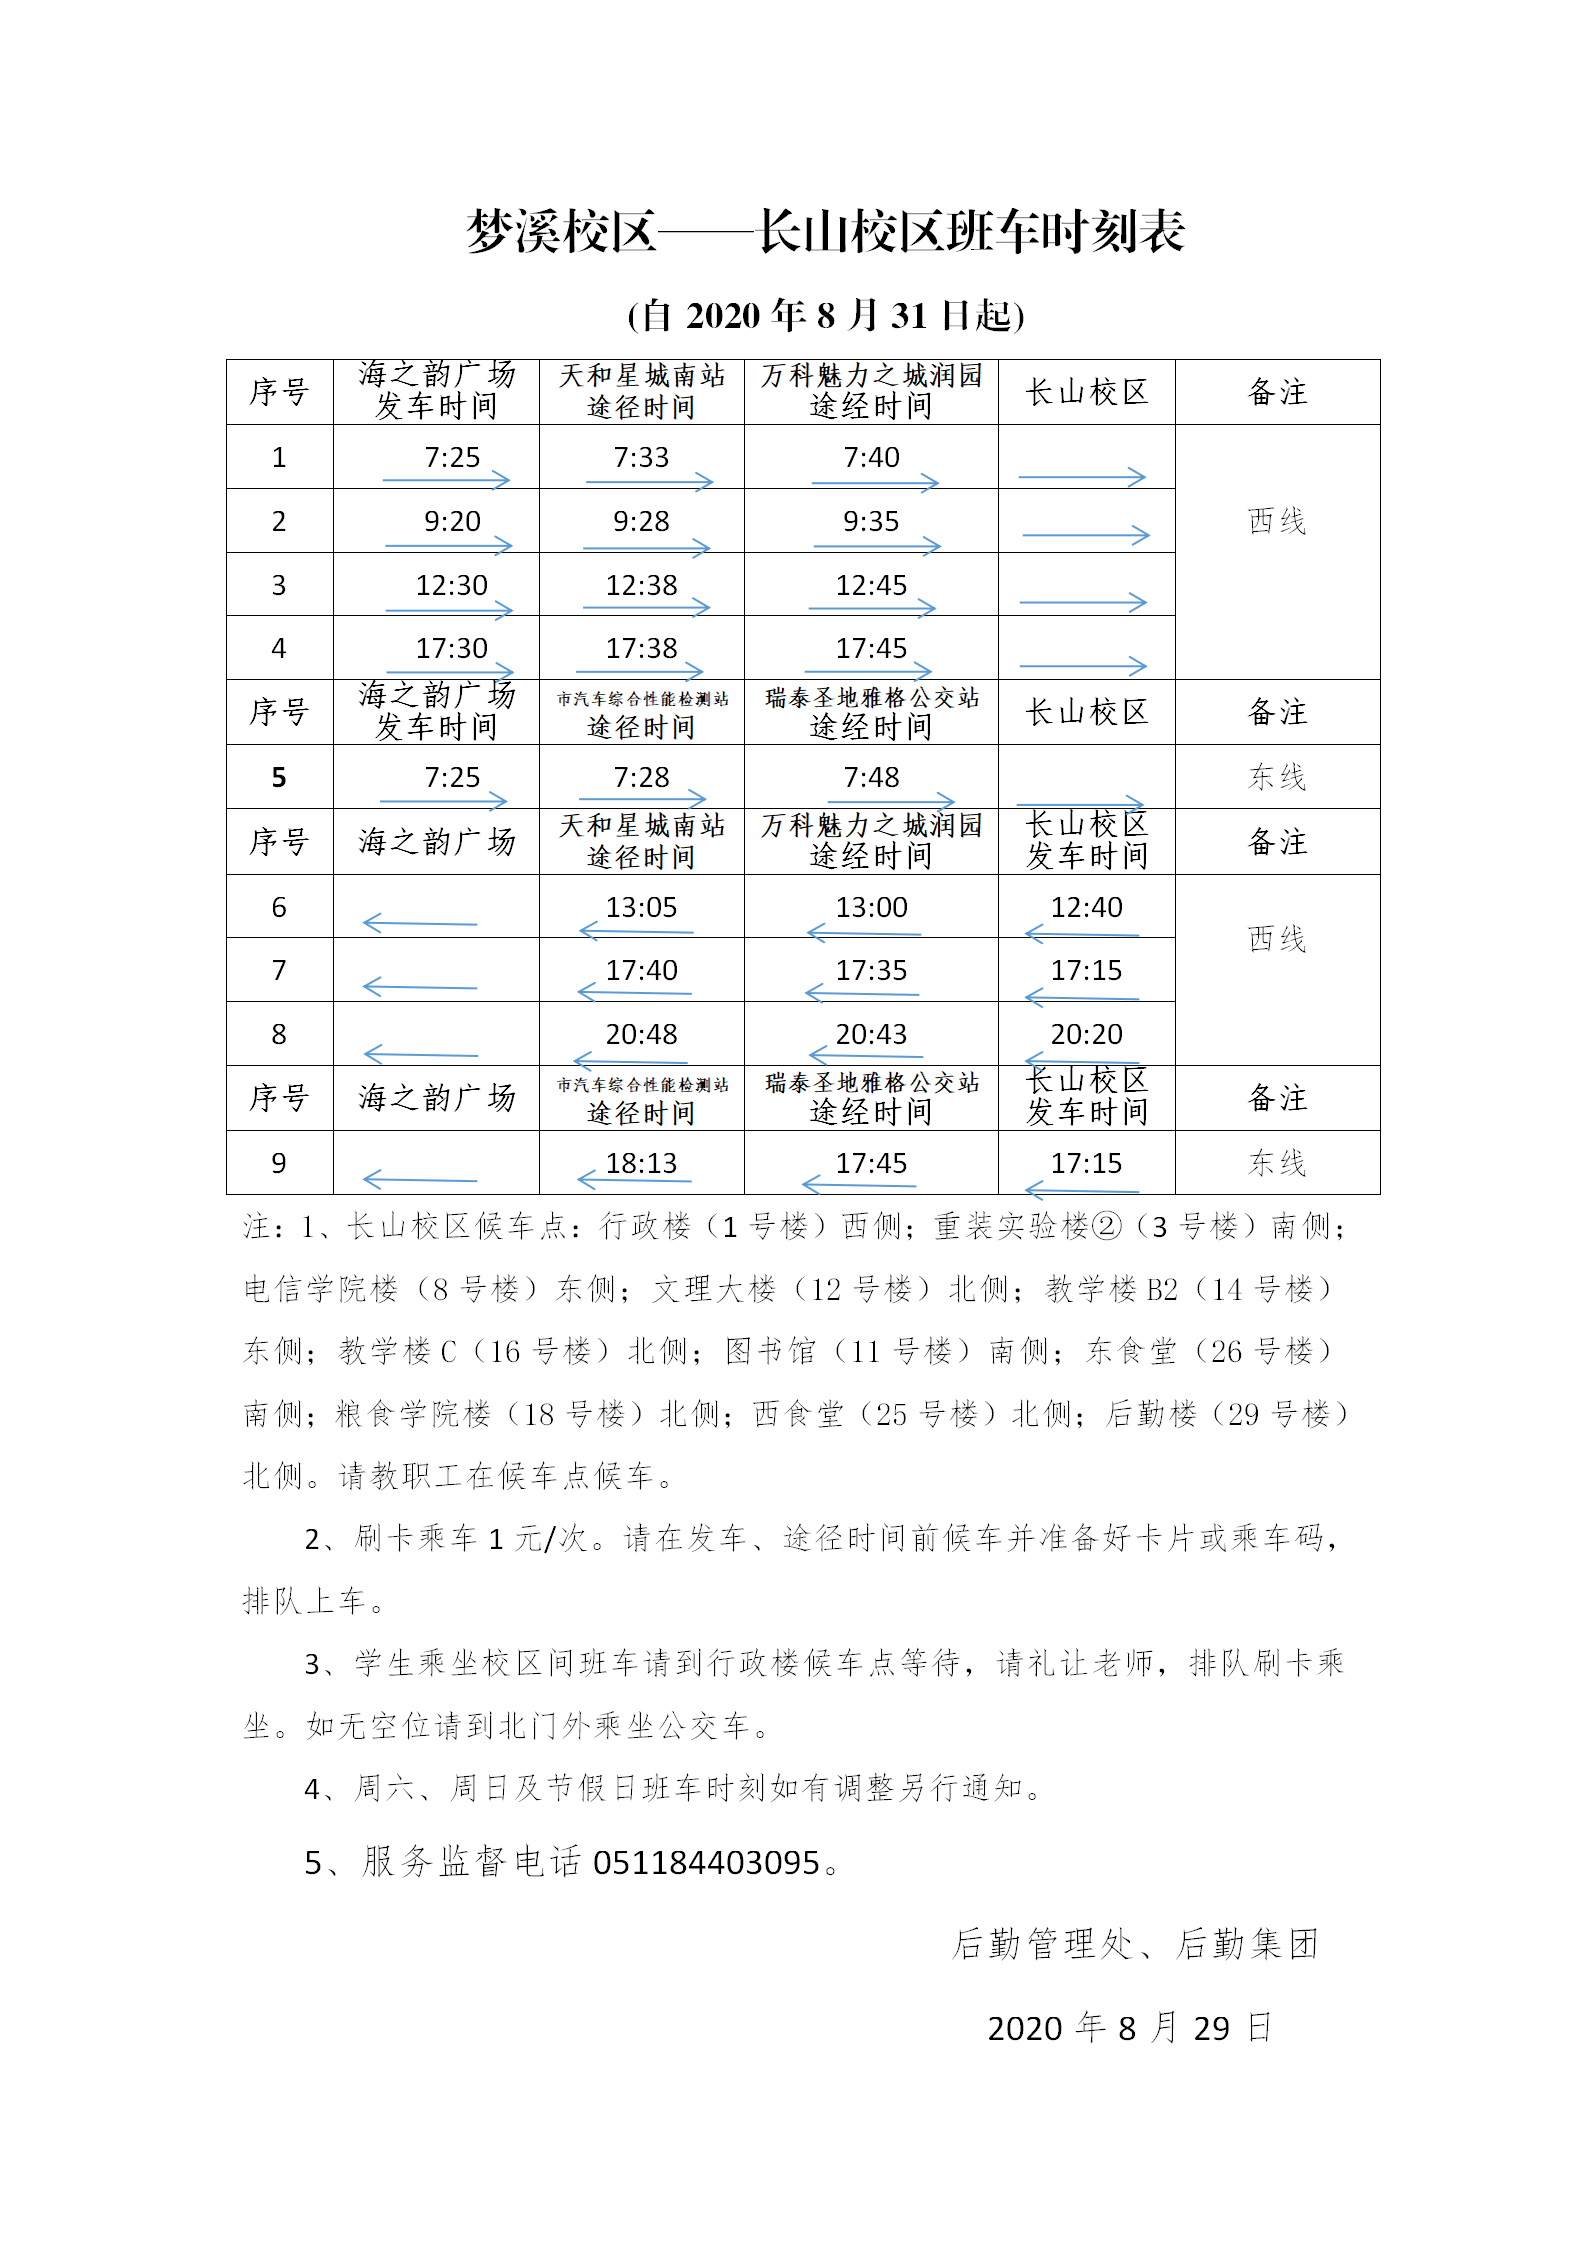 梦溪校区——长山校区班车时刻表
(自 2020 年 8 月 31 日起)
序号 海之韵广场发车时间 天和星城南站途径时间 万科魅力之城润园途经时间 长山校区 备注
1 7:25 7:33 7:40 西线
2 9:20 9:28 9:35
3 12:30 12:38 12:45
4 17:30 17:38 17:45
序号 海之韵广场发车时间 市汽车综合性能检测站途径时间 瑞泰圣地雅格公交站途经时间 长山校区 备注
5 7:25 7:28 7:48 东线
序号 海之韵广场 天和星城南站途径时间 万科魅力之城润园途经时间 长山校区发车时间 备注
6 13:05 13:00 12:40 西线
7 17:40 17:35 17:15
8 20:48 20:43 20:20
序号 海之韵广场 市汽车综合性能检测站途径时间 瑞泰圣地雅格公交站途经时间 长山校区发车时间 备注
9 18:13 17:45 17:15 东线
注：1、长山校区候车点：行政楼（1 号楼）西侧；重装实验楼②（3 号楼）南侧；
电信学院楼（8 号楼）东侧；文理大楼（12 号楼）北侧；教学楼 B2（14 号楼）
东侧；教学楼 C（16 号楼）北侧；图书馆（11 号楼）南侧；东食堂（26 号楼）
南侧；粮食学院楼（18 号楼）北侧；西食堂（25 号楼）北侧；后勤楼（29 号楼）
北侧。请教职工在候车点候车。
2、刷卡乘车 1 元/次。请在发车、途径时间前候车并准备好卡片或乘车码，
排队上车。
3、学生乘坐校区间班车请到行政楼候车点等待，请礼让老师，排队刷卡乘
坐。如无空位请到北门外乘坐公交车。
4、周六、周日及节假日班车时刻如有调整另行通知。
5、服务监督电话 051184403095。
后勤管理处、后勤集团
2020 年 8 月 29 日